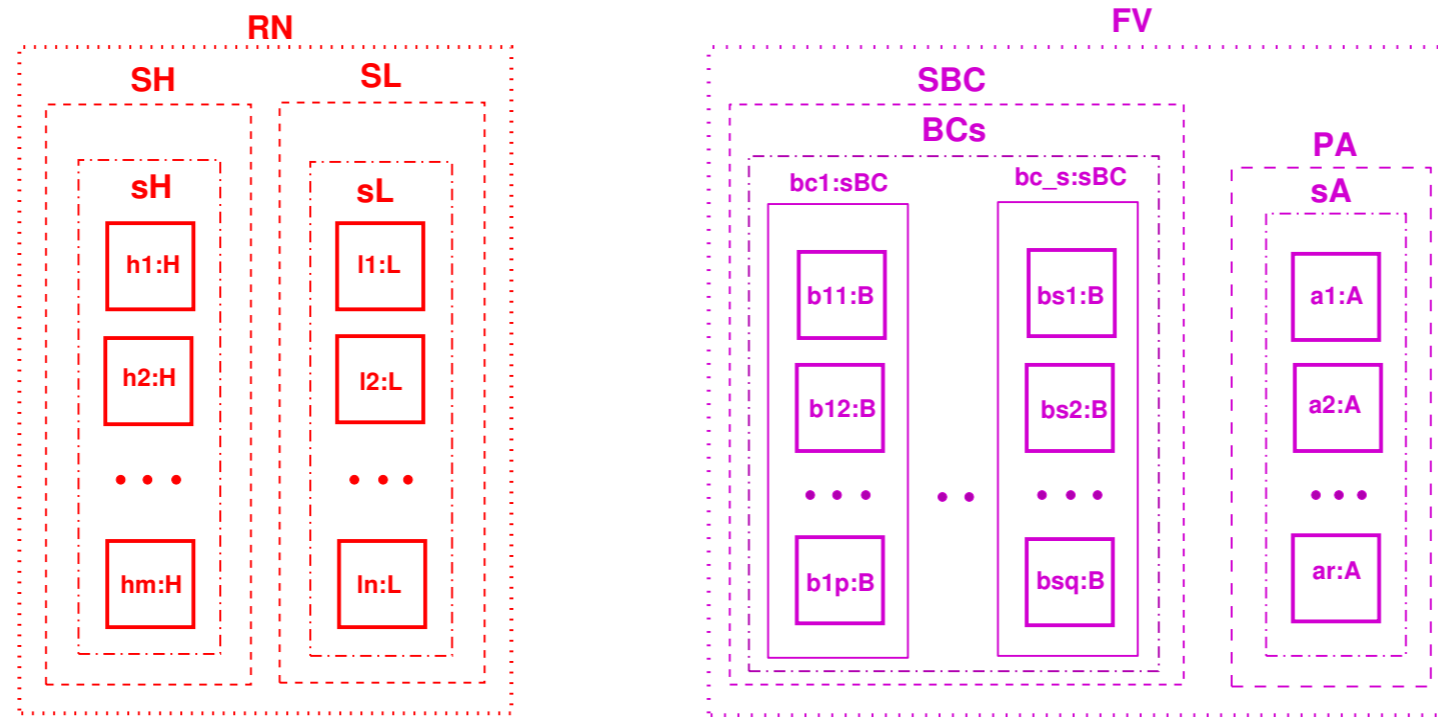 RN
SH
SL
sH
sL
h1:H
l1:L
h2:H
l2:L
hm:H
ln:L
FV
SBC
BCs
bc1:sBC
bc_s:sBC
b11:B
bs1:B
b12:B
bs2:B
b1p:B
bsq:B
PA
sA
a1:A
a2:A
ar:A